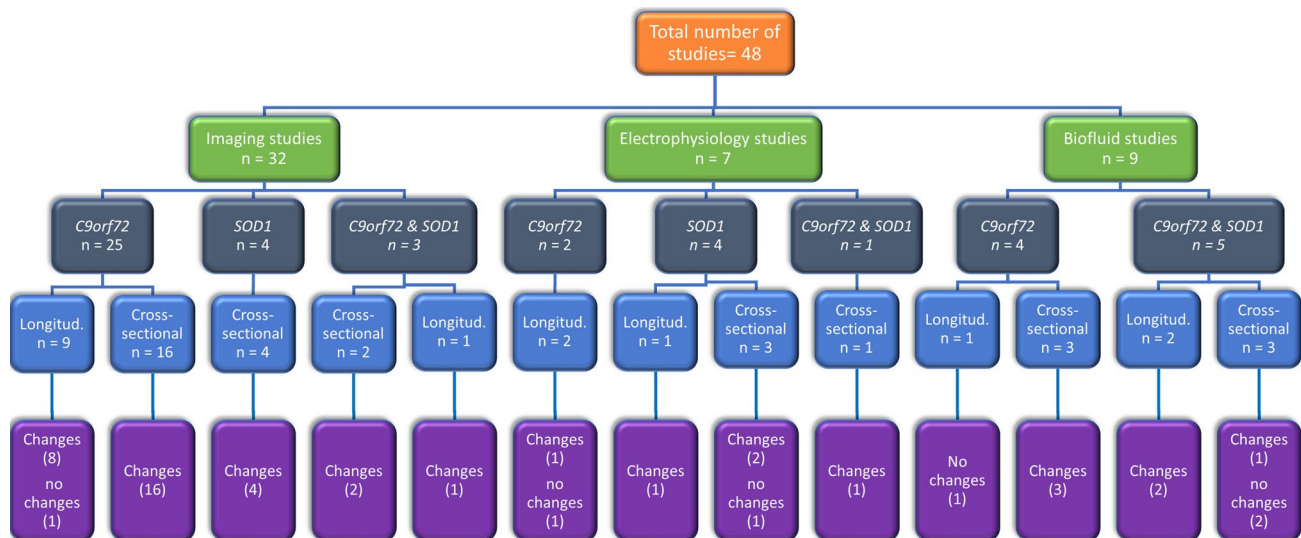 Total number of
studies= 48
Imaging studies
n = 32
Electrophysiology studies
n = 7
Biofluid studies
n = 9
C9orf72
n = 25
SOD1
n = 4
C9orf72 & SOD1
n = 3
C9orf72
n = 2
SOD1
n = 4
C9orf72 & SOD1
n = 1
C9orf72
n = 4
C9orf72 & SOD1
n = 5
Longitud.
n = 9
Cross-
sectional
n = 16
Cross-
sectional
n = 4
Cross-
sectional
n = 2
Longitud.
n = 1
Longitud.
n = 2
Longitud.
n = 1
Cross-
sectional
n = 3
Cross-
sectional
n = 1
Longitud.
n = 1
Cross-
sectional
n = 3
Longitud.
n = 2
Cross-
sectional
n = 3
Changes
(8)
no
changes
(1)
Changes
(16)
Changes
(4)
Changes
(2)
Changes
(1)
Changes
(1)
no
changes
(1)
Changes
(1)
Changes
(2)
no
changes
(1)
Changes
(1)
No
changes
(1)
Changes
(3)
Changes
(2)
Changes
(1)
no
changes
(2)